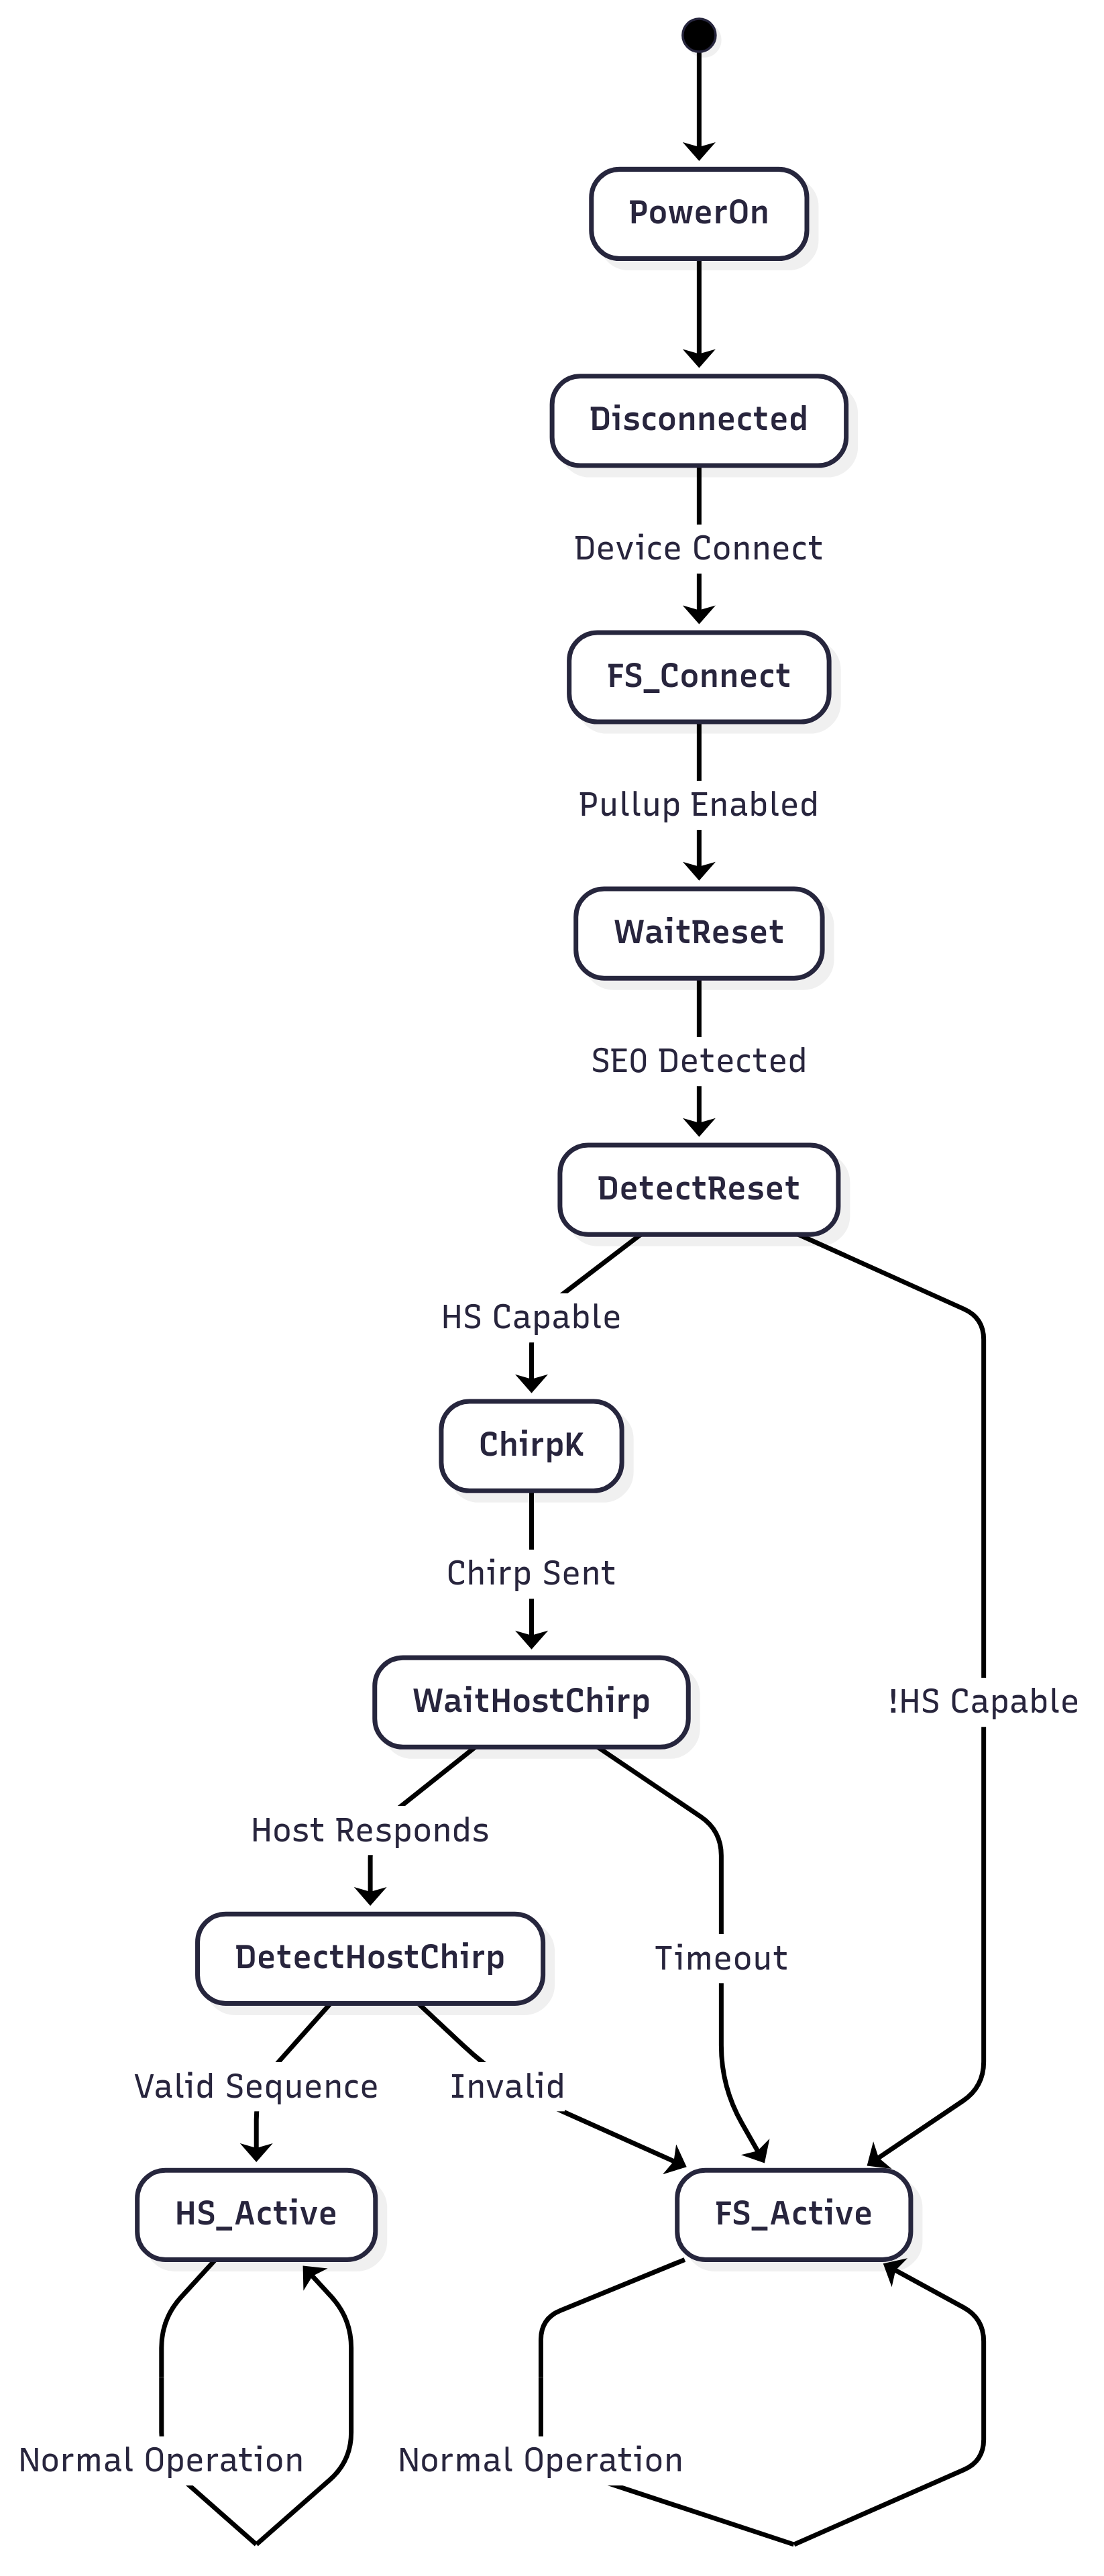 PowerOn
Disconnected
Device Connect
FS_Connect
Pullup Enabled
WaitReset
SE0 Detected
DetectReset
HS Capable
ChirpK
Chirp Sent
WaitHostChirp
!HS Capable
Host Responds
DetectHostChirp
Timeout
Valid Sequence
Invalid
HS_Active
FS_Active
Normal Operation
Normal Operation